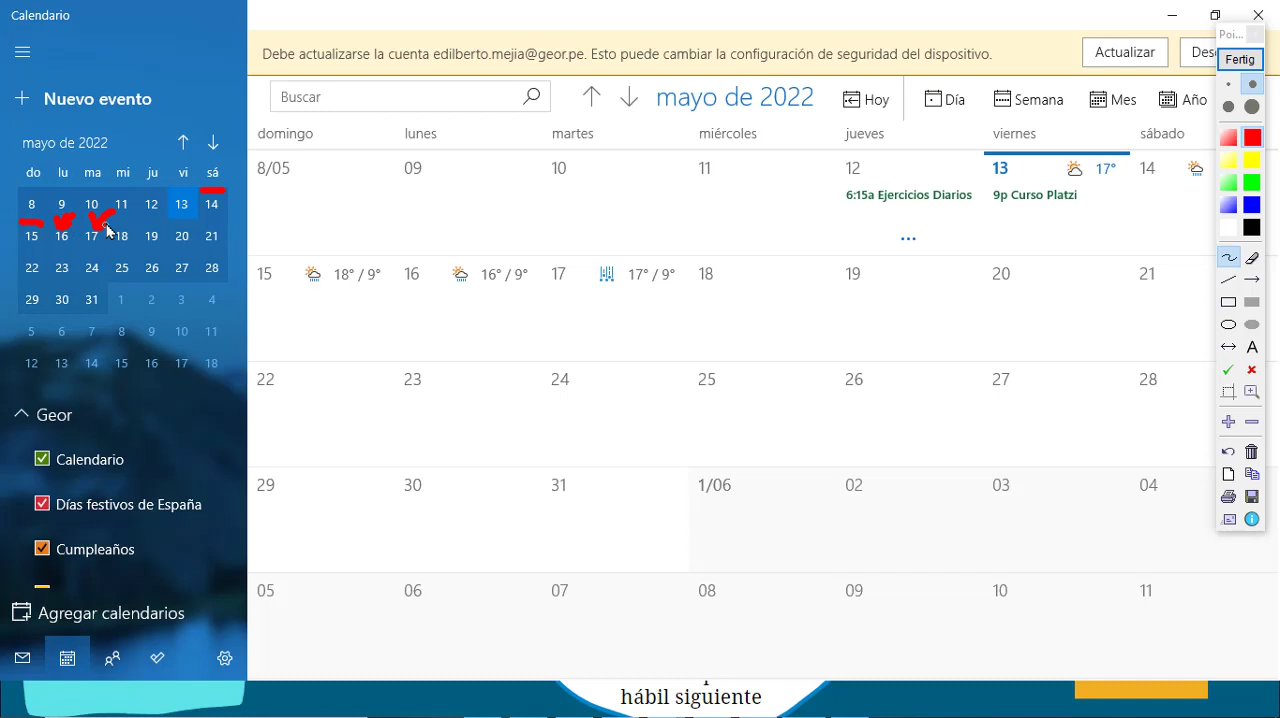 Calendario
Debe actualizarse la cuenta edilberto.mejia@geor.pe. Esto puede cambiar la configuración de seguridad del dispositivo.
Actualizar
Nuevo evento
Buscar
mayo de 2022
Hoy
Día
Semana
Mes
Año
mayo de 2022
do lu ma mi ju vi sá
8 9 10 11 12 13 14
15 16 17 18 19 20 21
22 23 24 25 26 27 28
29 30 31 1 2 3 4
5 6 7 8 9 10 11
12 13 14 15 16 17 18
Geor
Calendario
Días festivos de España
Cumpleaños
Agregar calendarios
domingo lunes martes miércoles jueves viernes sábado
8/05 09 10 11 12 13 17° 14
6:15a Ejercicios Diarios 9p Curso Platzi
15 18° / 9° 16 16° / 9° 17 17° / 9° 18 19 20 21
22 23 24 25 26 27 28
29 30 31 1/06 02 03 04
05 06 07 08 09 10 11
Poi...
Fertig
A
hábil siguiente